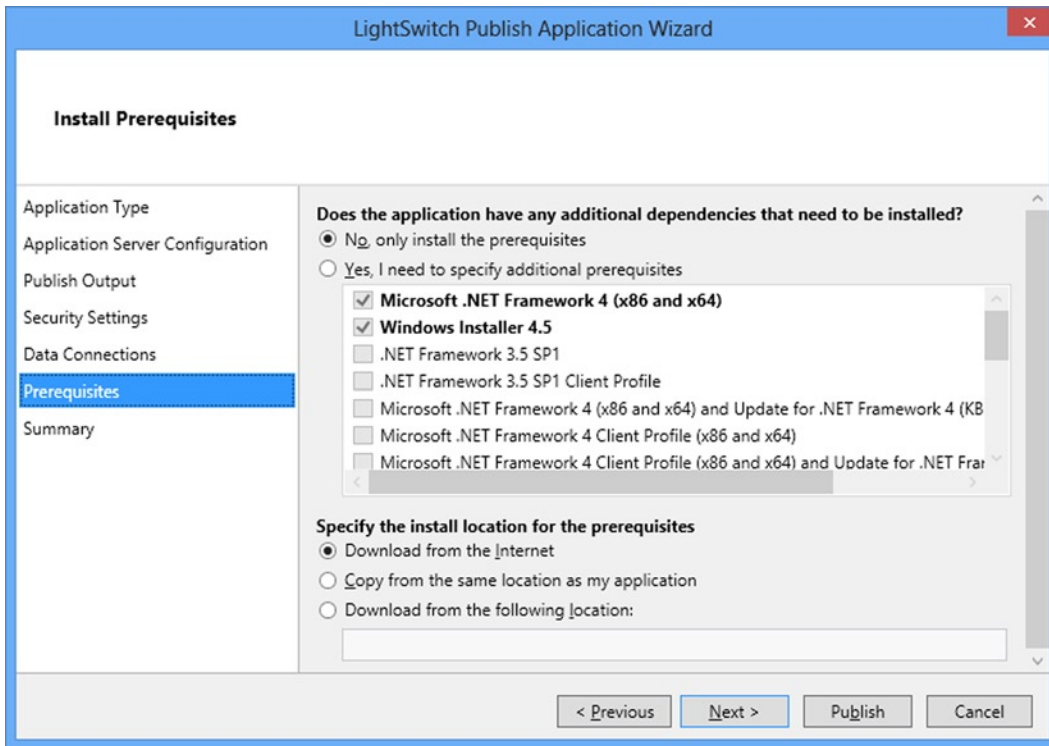 LightSwitch Publish Application Wizard
Install Prerequisites
Application Type
Application Server Configuration
Publish Output
Security Settings
Data Connections
Prerequisites
Summary
Does the application have any additional dependencies that need to be installed?
No, only install the prerequisites
Yes, I need to specify additional prerequisites
Microsoft .NET Framework 4 (x86 and x64)
Windows Installer 4.5
.NET Framework 3.5 SP1
.NET Framework 3.5 SP1 Client Profile
Microsoft .NET Framework 4 (x86 and x64) and Update for .NET Framework 4 (KB
Microsoft .NET Framework 4 Client Profile (x86 and x64)
Microsoft .NET Framework 4 Client Profile (x86 and x64) and Update for .NET Fra
Specify the install location for the prerequisites
Download from the Internet
Copy from the same location as my application
Download from the following location:
< Previous
Next >
Publish
Cancel